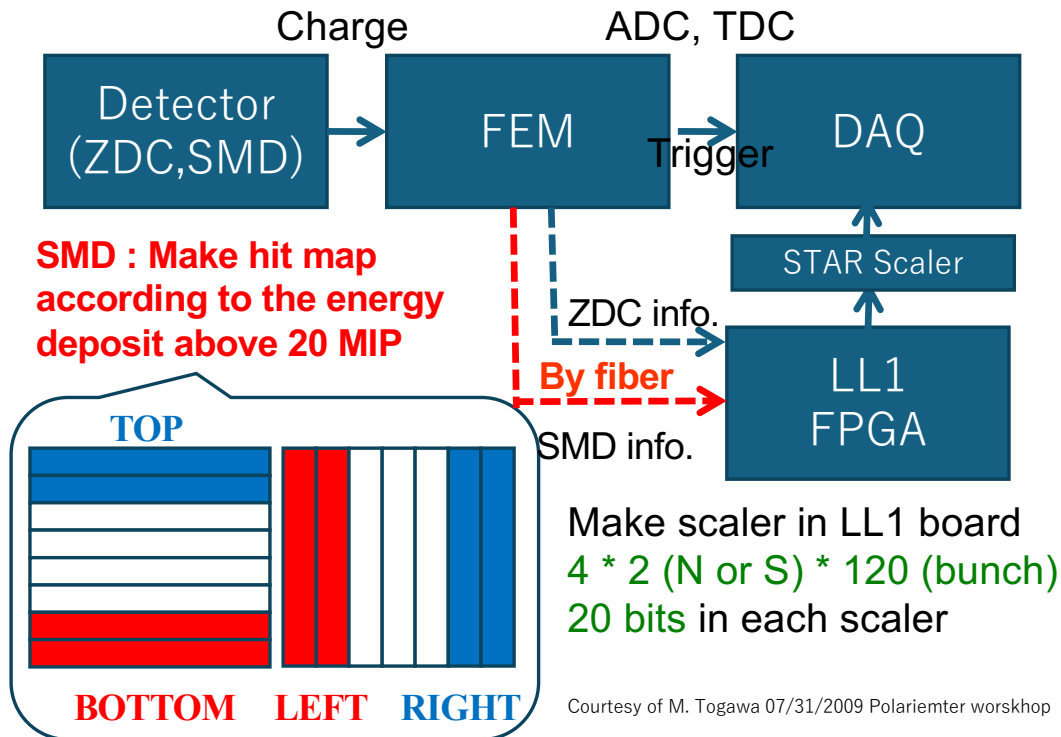 Charge
ADC, TDC
Detector
(ZDC,SMD)
FEM
Trigger
DAQ
SMD : Make hit map
according to the energy
deposit above 20 MIP
STAR Scaler
ZDC info.
By fiber
SMD info.
LL1
FPGA
TOP
BOTTOM LEFT RIGHT
Make scaler in LL1 board
4 * 2 (N or S) * 120 (bunch)
20 bits in each scaler
Courtesy of M. Togawa 07/31/2009 Polariemter worskhop